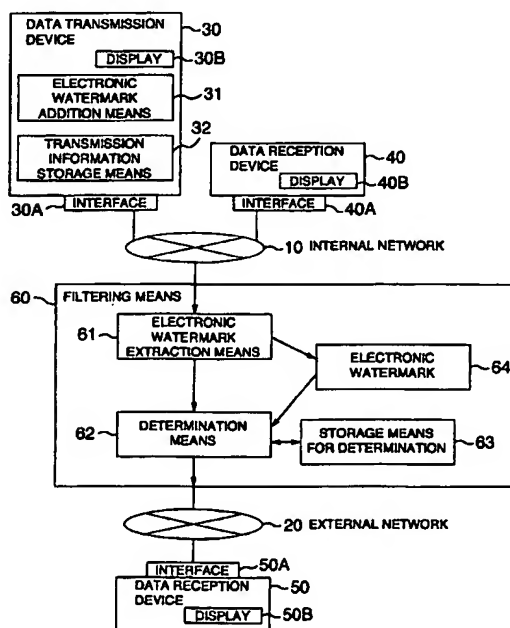 DATA TRANSMISSION
DEVICE
30
DISPLAY
30B
ELECTRONIC
WATERMARK
ADDITION MEANS
31
TRANSMISSION
INFORMATION
STORAGE MEANS
32
INTERFACE
30A
DATA RECEPTION
DEVICE
40
DISPLAY
40B
INTERFACE
40A
10 INTERNAL NETWORK
60
FILTERING MEANS
61
ELECTRONIC
WATERMARK
EXTRACTION MEANS
ELECTRONIC
WATERMARK
64
62
DETERMINATION
MEANS
STORAGE MEANS
FOR DETERMINATION
63
20 EXTERNAL NETWORK
INTERFACE
50A
DATA RECEPTION
DEVICE
50
DISPLAY
50B